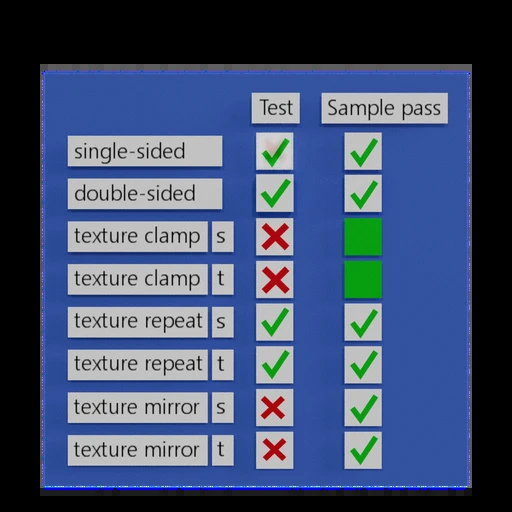 Test Sample pass
single-sided
double-sided
texture clamp s
texture clamp t
texture repeat s
texture repeat t
texture mirror s
texture mirror t